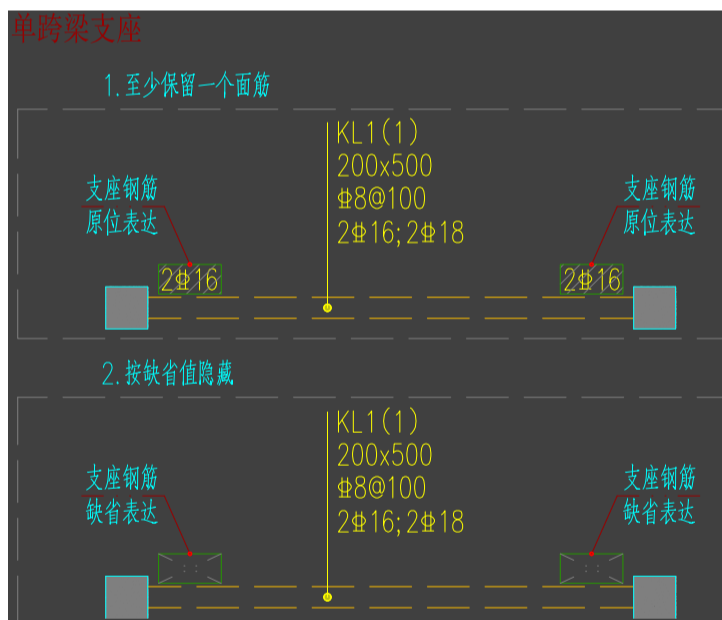 单跨梁支座
1.至少保留一个面筋
KL1(1)
200x500
Φ8@100
2Φ16;2Φ18
支座钢筋
原位表达
支座钢筋
原位表达
2Φ16
2Φ16
2.按缺省值隐藏
KL1(1)
200x500
Φ8@100
2Φ16;2Φ18
支座钢筋
缺省表达
支座钢筋
缺省表达